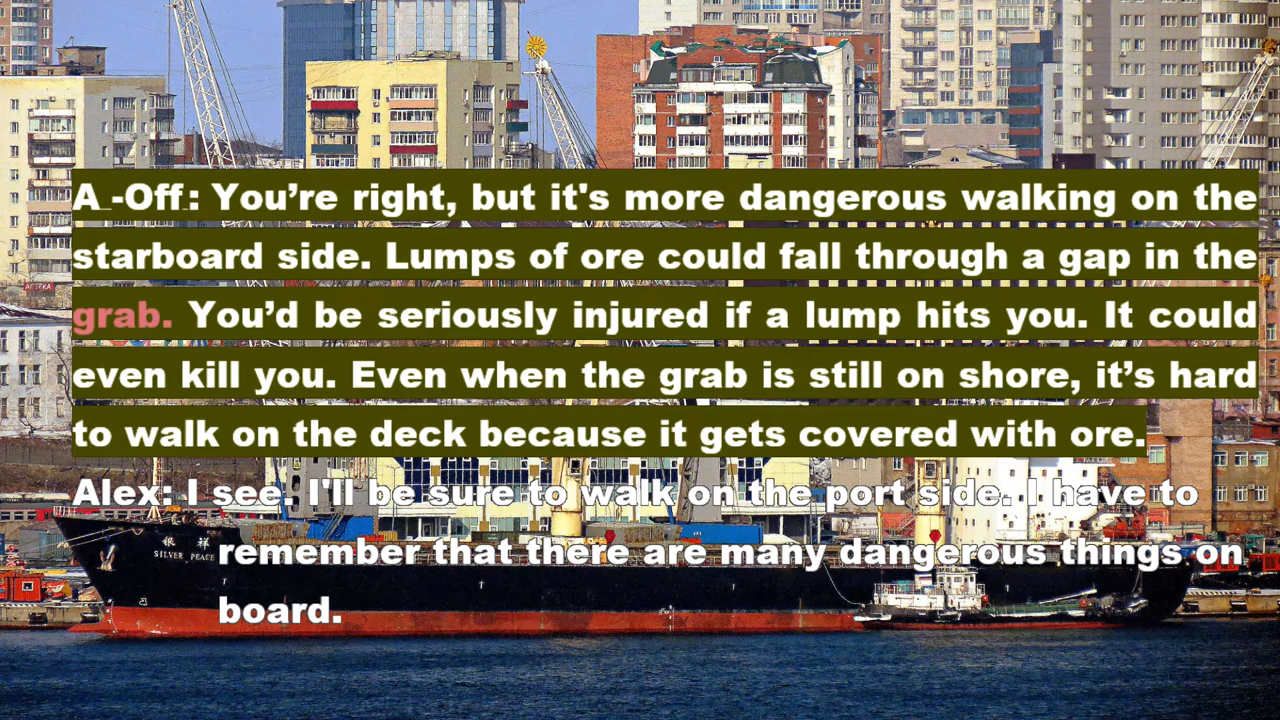 A -Off : You’re right, but it's more dangerous walking on the
starboard side. Lumps of ore could fall through a gap in the
grab. You’d be seriously injured if a lump hits you. It could
even kill you. Even when the grab is still on shore, it’s hard
to walk on the deck because it gets covered with ore.
Alex: I see. I'll be sure to walk on the port side. I have to
remember that there are many dangerous things on
board.
银 祥
SILVER PEACE
АПТЕКА